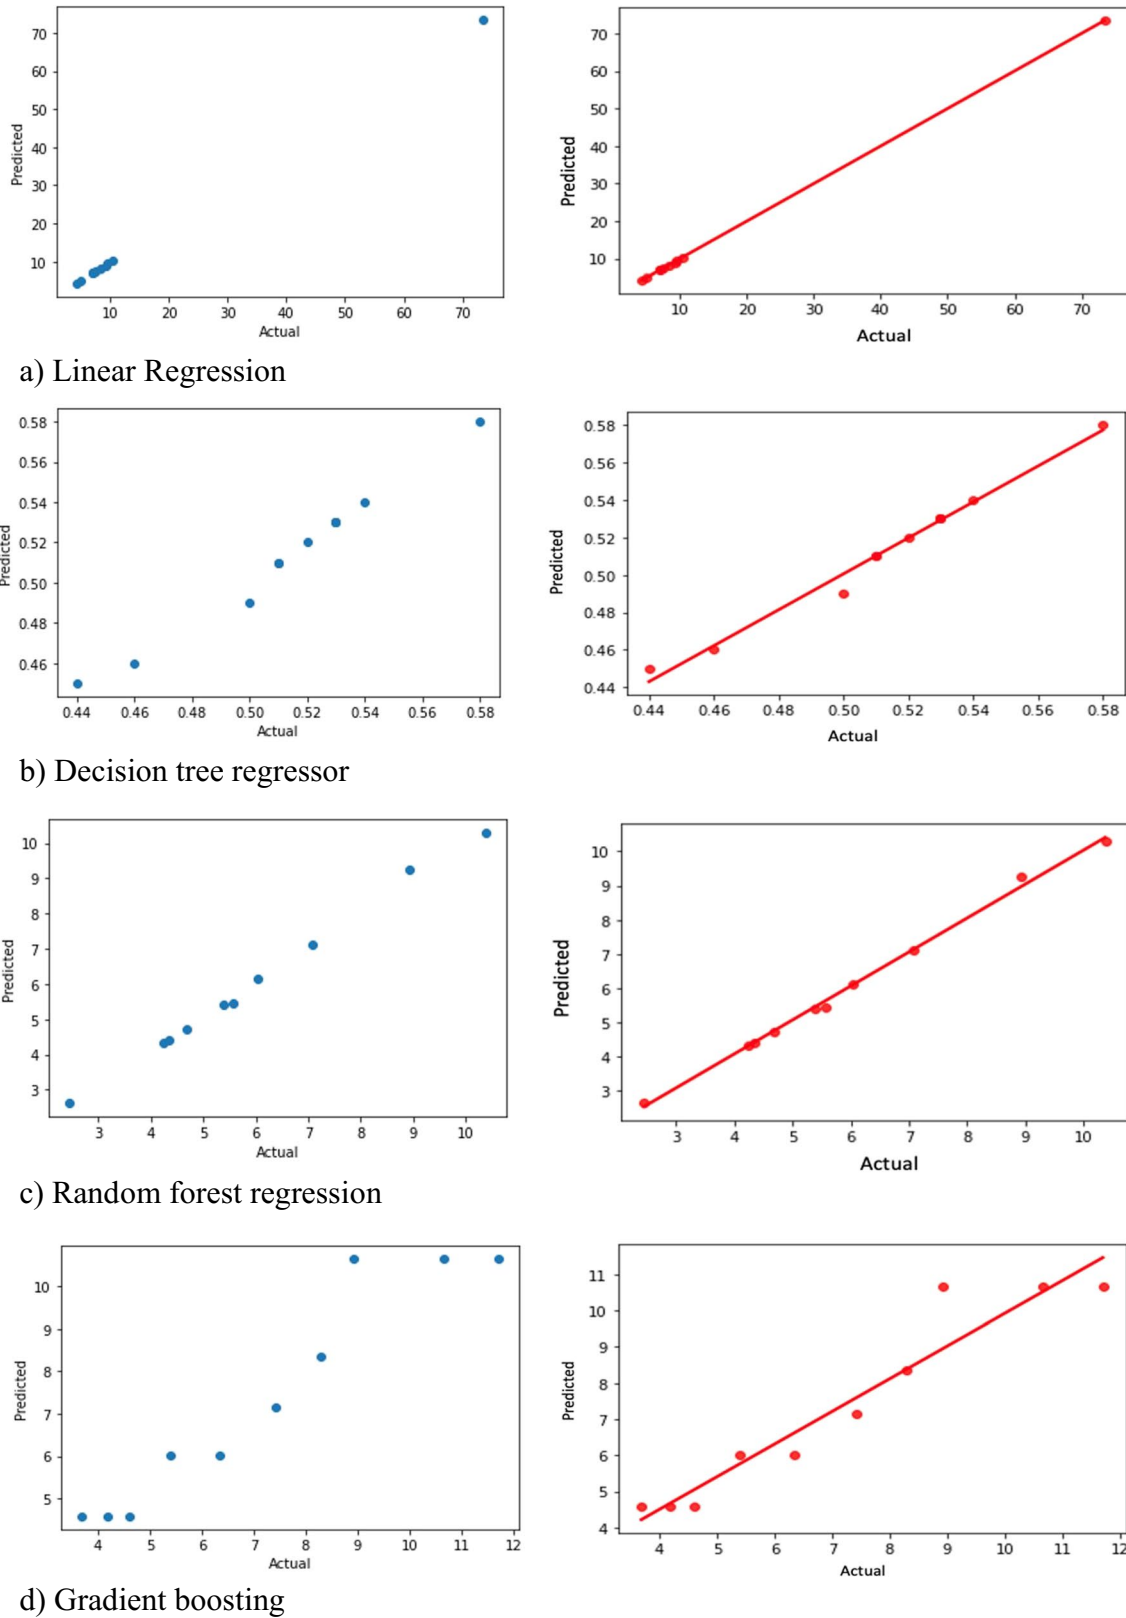 70
60
50
40
30
20
10
Predicted
10 20 30 40 50 60 70
Actual
70
60
50
40
30
20
10
Predicted
10 20 30 40 50 60 70
Actual
a) Linear Regression
0.58
0.56
0.54
0.52
0.50
0.48
0.46
Predicted
0.44 0.46 0.48 0.50 0.52 0.54 0.56 0.58
Actual
0.58
0.56
0.54
0.52
0.50
0.48
0.46
0.44
Predicted
0.44 0.46 0.48 0.50 0.52 0.54 0.56 0.58
Actual
b) Decision tree regressor
10
9
8
7
6
5
4
3
Predicted
3 4 5 6 7 8 9 10
Actual
10
9
8
7
6
5
4
3
Predicted
3 4 5 6 7 8 9 10
Actual
c) Random forest regression
10
9
8
7
6
5
Predicted
4 5 6 7 8 9 10 11 12
Actual
11
10
9
8
7
6
5
4
Predicted
4 5 6 7 8 9 10 11 12
Actual
d) Gradient boosting